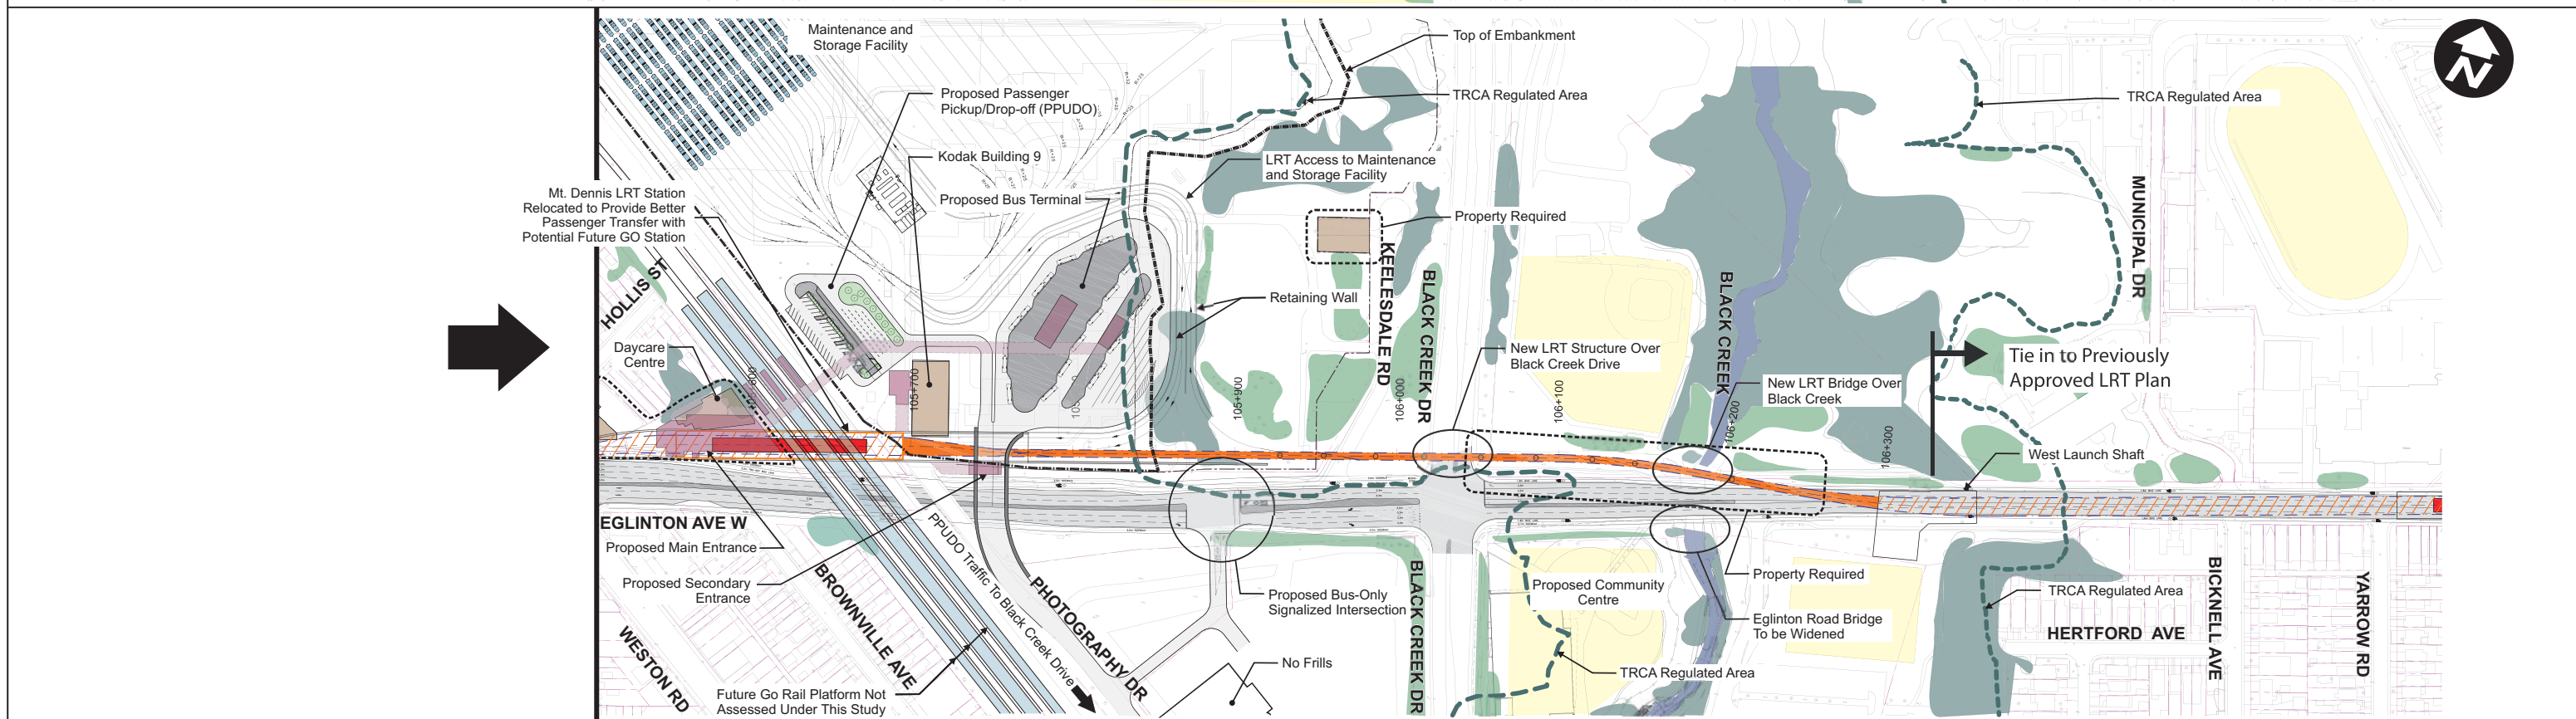 Maintenance and
Storage Facility
Top of Embankment
N
Proposed Passenger
Pickup/Drop-off (PPUDO)
TRCA Regulated Area
TRCA Regulated Area
Kodak Building 9
LRT Access to Maintenance
and Storage Facility
Mt. Dennis LRT Station
Relocated to Provide Better
Passenger Transfer with
Potential Future GO Station
Proposed Bus Terminal
Property Required
MUNICIPAL DR
HOLLIS ST
KEELESDALE RD
BLACK CREEK DR
BLACK CREEK
Retaining Wall
Daycare
Centre
New LRT Structure Over
Black Creek Drive
Tie in to Previously
Approved LRT Plan
New LRT Bridge Over
Black Creek
105+700
105+900
106+000
106+100
106+200
106+300
West Launch Shaft
EGLINTON AVE W
Proposed Main Entrance
Proposed Secondary
Entrance
BROWNVILLE AVE
WESTON RD
PPUDO Traffic To Black Creek Drive
PHOTOGRAPHY DR
Proposed Bus-Only
Signalized Intersection
BLACK CREEK DR
Proposed Community
Centre
Property Required
Eglinton Road Bridge
To be Widened
TRCA Regulated Area
HERTFORD AVE
BICKNELL AVE
YARROW RD
No Frills
TRCA Regulated Area
Future Go Rail Platform Not
Assessed Under This Study